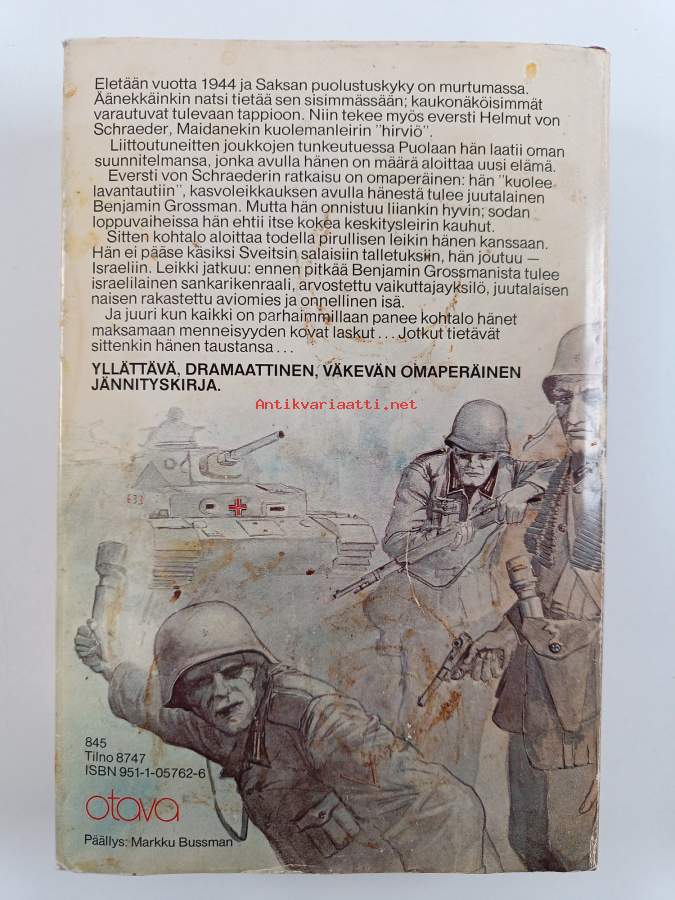 Eletään vuotta 1944 ja Saksan puolustuskyky on murtumassa.
Äänekkäinkin natsi tietää sen sisimmässään; kaukonäköisimmät
varautuvat tulevaan tappioon. Niin tekee myös eversti Helmut von
Schraeder, Maidanekin kuolemanleirin "hirviö".
Liittoutuneitten joukkojen tunkeutuessa Puolaan hän laatii oman
suunnitelmansa, jonka avulla hänen on määrä aloittaa uusi elämä.
Eversti von Schraederin ratkaisu on omaperäinen: hän "kuolee
lavantautiin", kasvoleikkauksen avulla hänestä tulee juutalainen
Benjamin Grossman. Mutta hän onnistuu liiankin hyvin; sodan
loppuvaiheissa hän ehtii itse kokea keskitysleirin kauhut.
Sitten kohtalo aloittaa todella pirullisen leikin hänen kanssaan.
Hän ei pääse käsiksi Sveitsin salaisiin talletuksiin, hän joutuu —
Israeliin. Leikki jatkuu: ennen pitkää Benjamin Grossmanista tulee
israelilainen sankarikenraali, arvostettu vaikuttajayksilö, juutalaisen
naisen rakastettu aviomies ja onnellinen isä.
Ja juuri kun kaikki on parhaimmillaan panee kohtalo hänet
maksamaan menneisyyden kovat laskut ... Jotkut tietävät
sittenkin hänen taustansa ...
YLLÄTTÄVÄ, DRAMAATTINEN, VÄKEVÄN OMAPERÄINEN
JÄNNITYSKIRJA.
Antikvariaatti.net
633
845
Tilno 8747
ISBN 951-1-05762-6
otava
Päällys: Markku Bussman